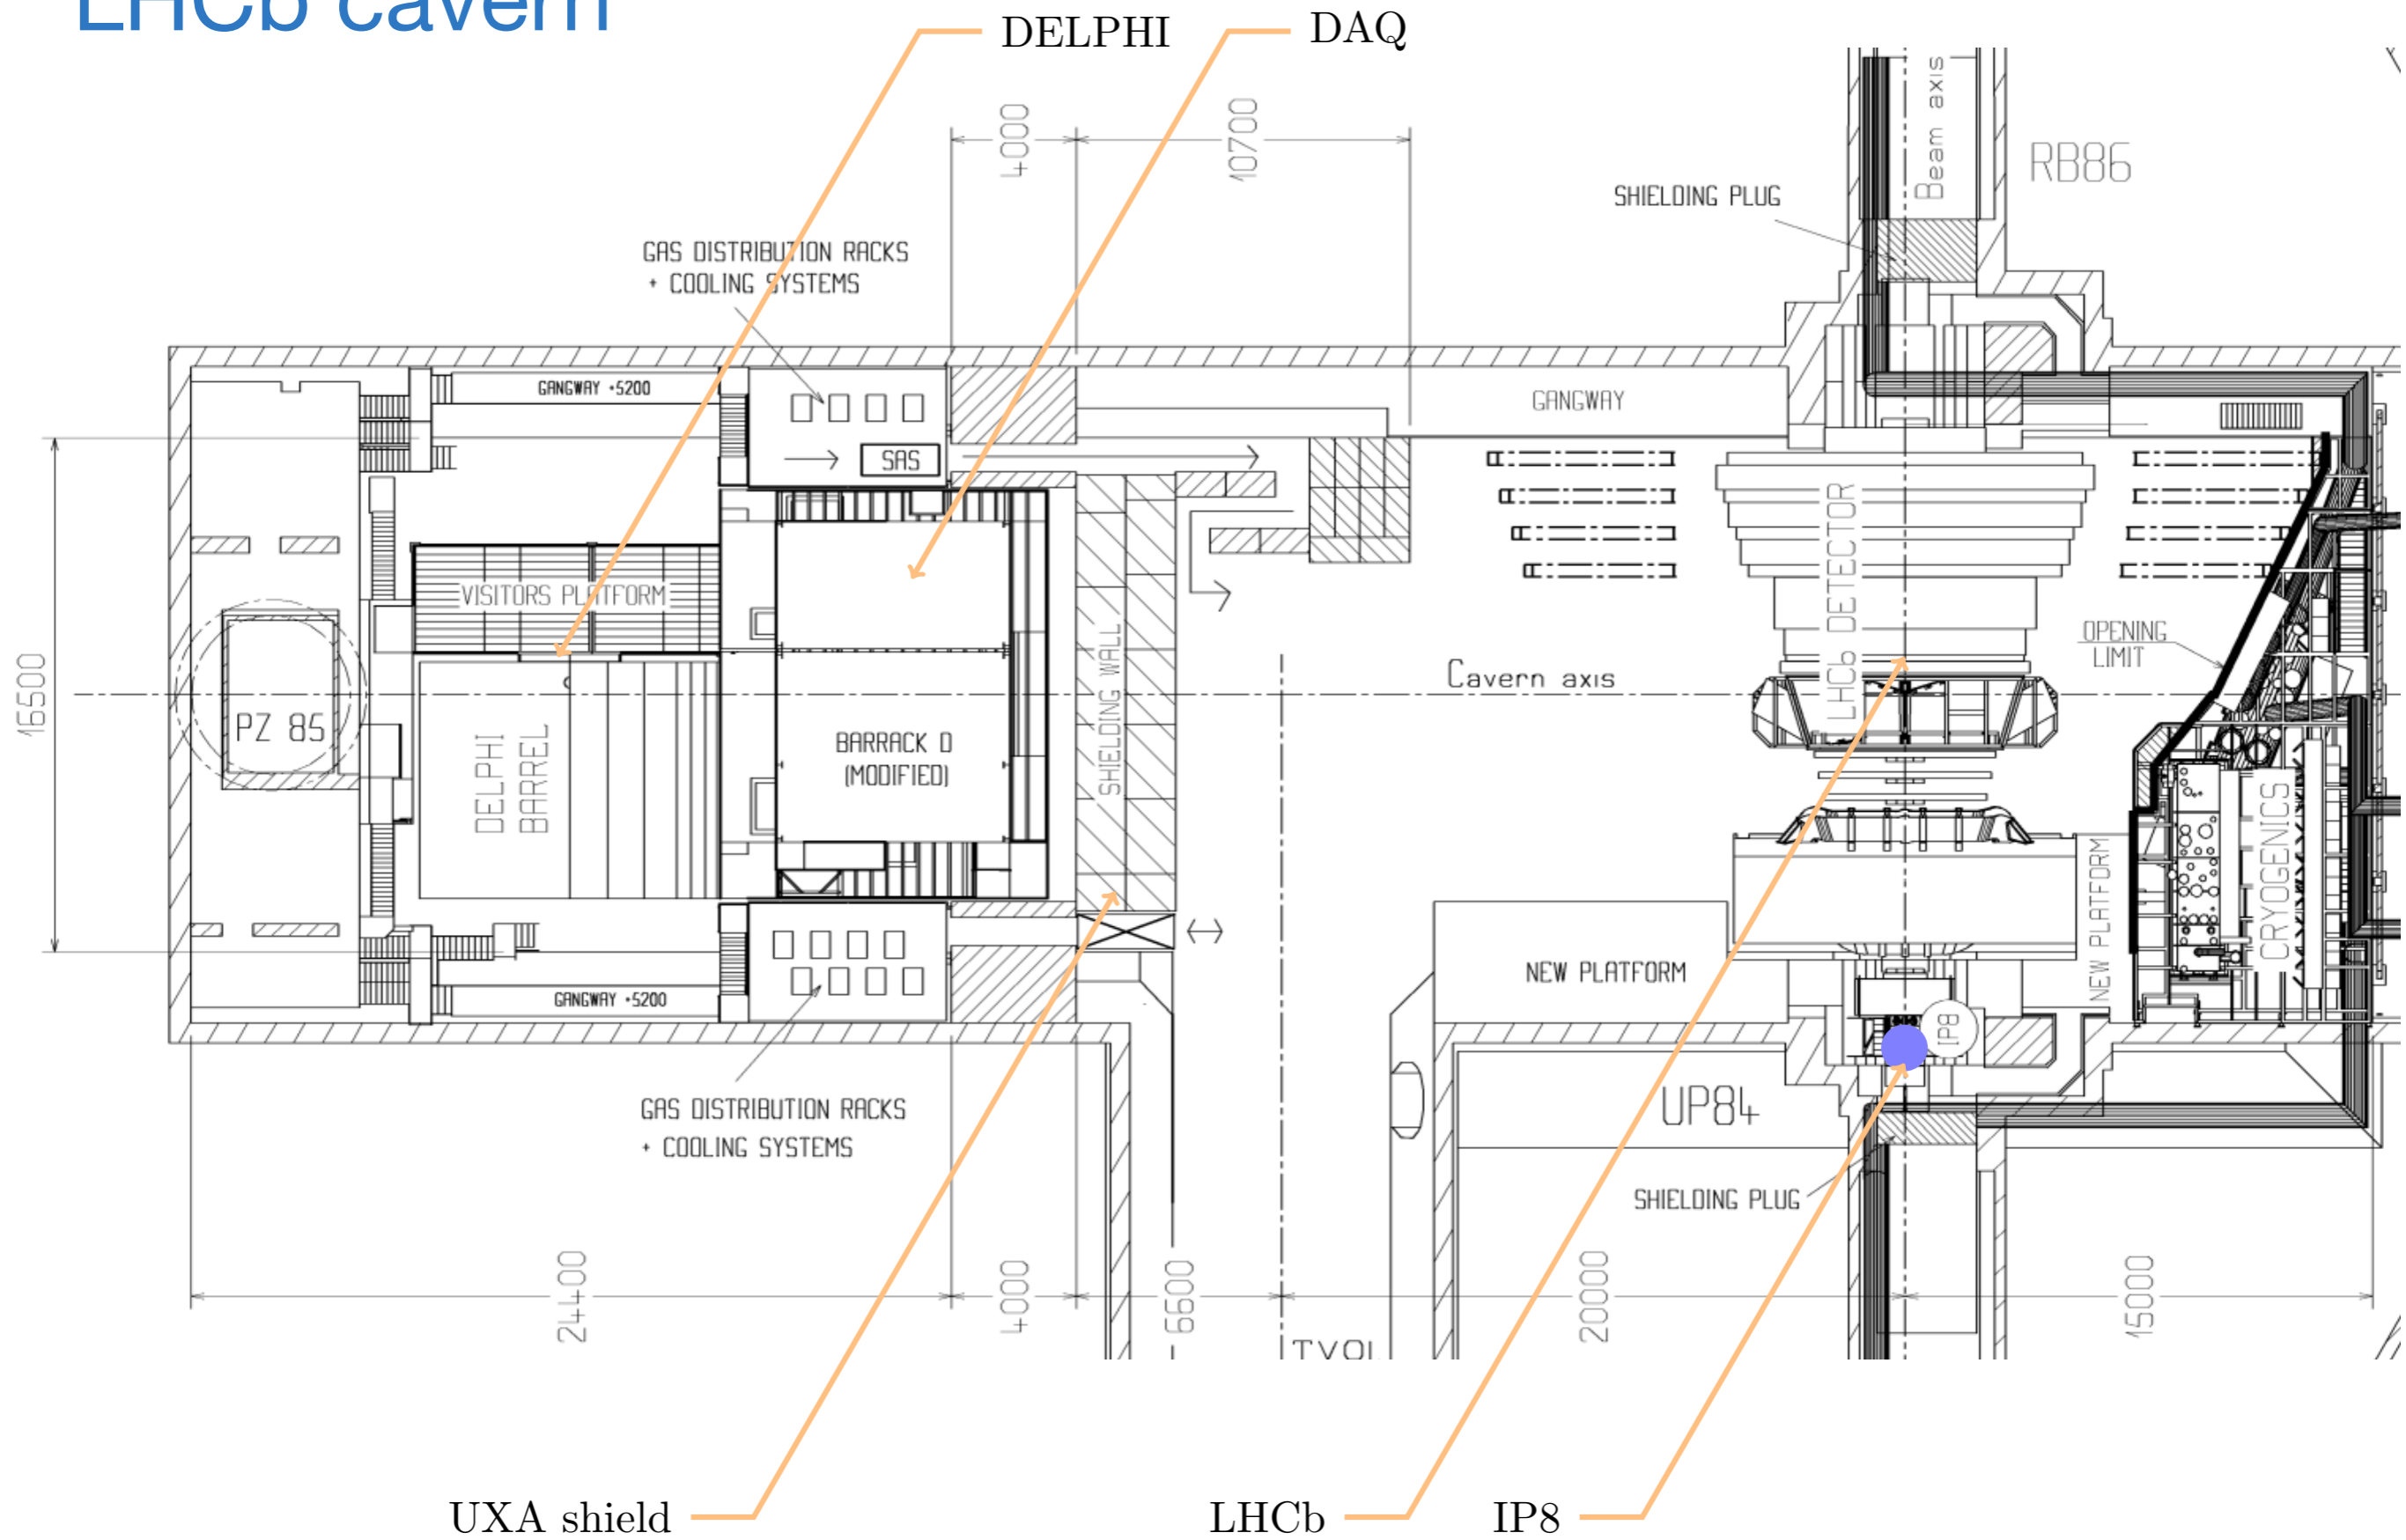 LHCb cavern
DELPHI
DAQ
Beam axis
RB86
4000
10700
SHIELDING PLUG
GAS DISTRIBUTION RACKS
+ COOLING SYSTEMS
GANGWAY +5200
GANGWAY
SAS
LHCb DETECTOR
VISITORS PLATFORM
OPENING
LIMIT
16500
SHIELDING WALL
Cavern axis
PZ 85
DELPHI
BARREL
BARRACK D
(MODIFIED)
CRYOGENICS
NEW PLATFORM
NEW PLATFORM
GANGWAY +5200
IP8
UP84
GAS DISTRIBUTION RACKS
+ COOLING SYSTEMS
SHIELDING PLUG
24400
4000
6600
20000
15000
UXA shield
LHCb
IP8